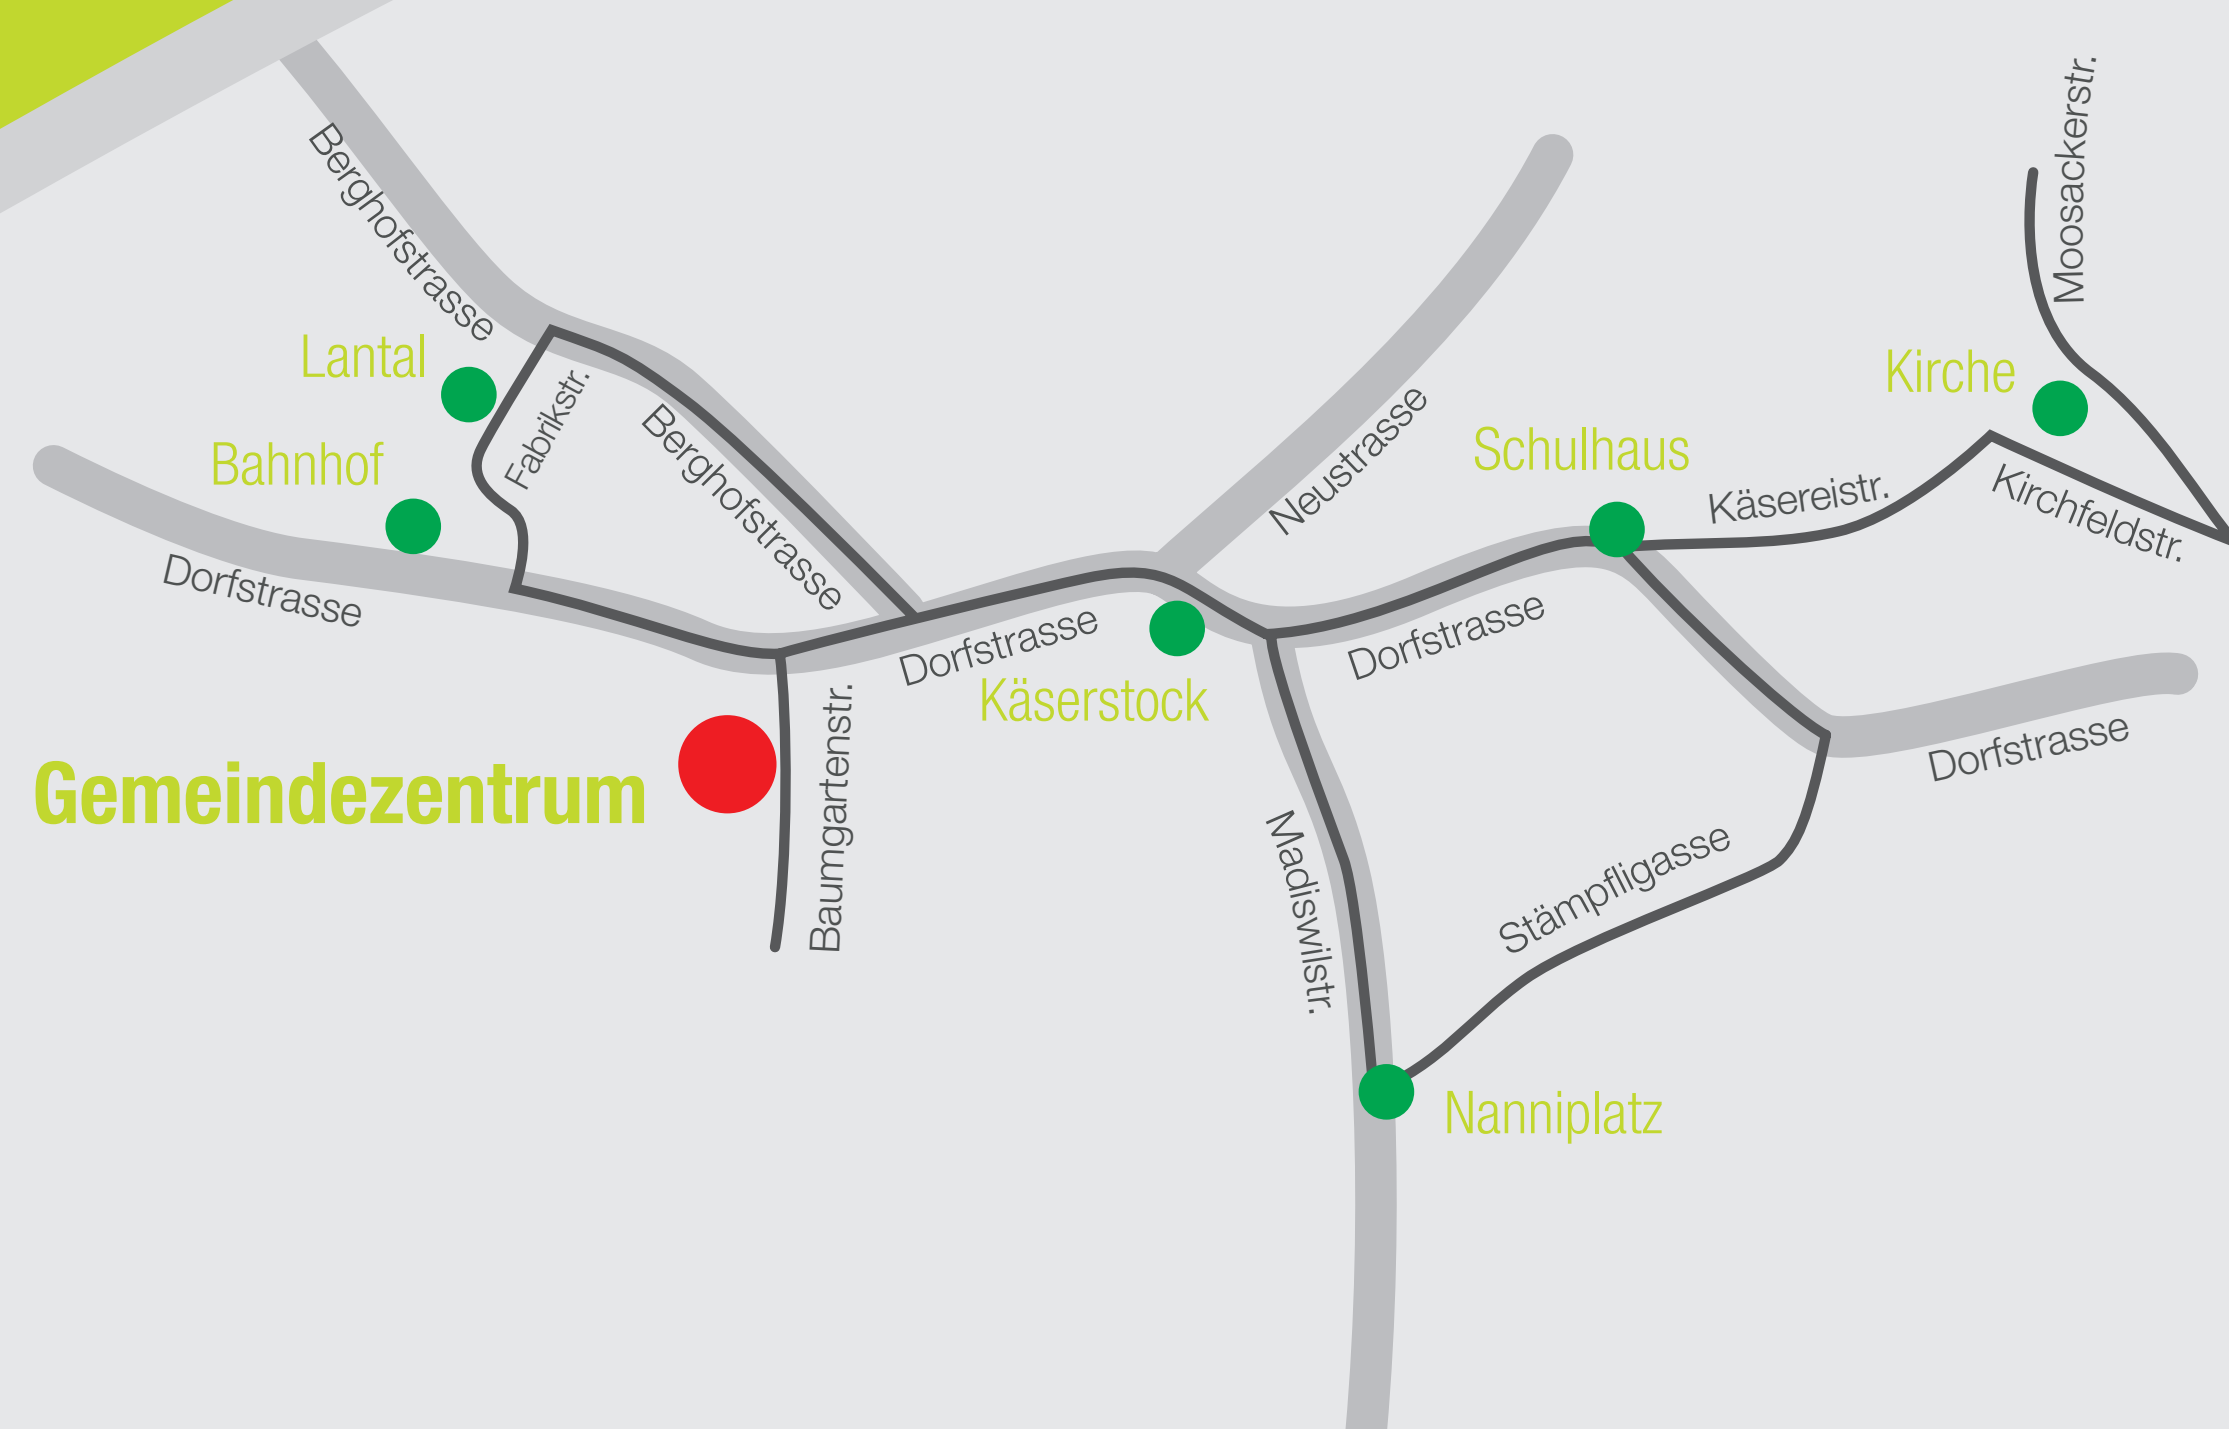 Moosackerstr.
Berghofstrasse
Lantal
Fabrikstr.
Kirche
Bahnhof
Berghofstrasse
Neustrasse
Schulhaus
Käsereistr.
Kirchfeldstr.
Dorfstrasse
Dorfstrasse
Dorfstrasse
Käserstock
Dorfstrasse
Gemeindezentrum
Baumgartenstr.
Madiswilstr.
Stämpfligasse
Nanniplatz